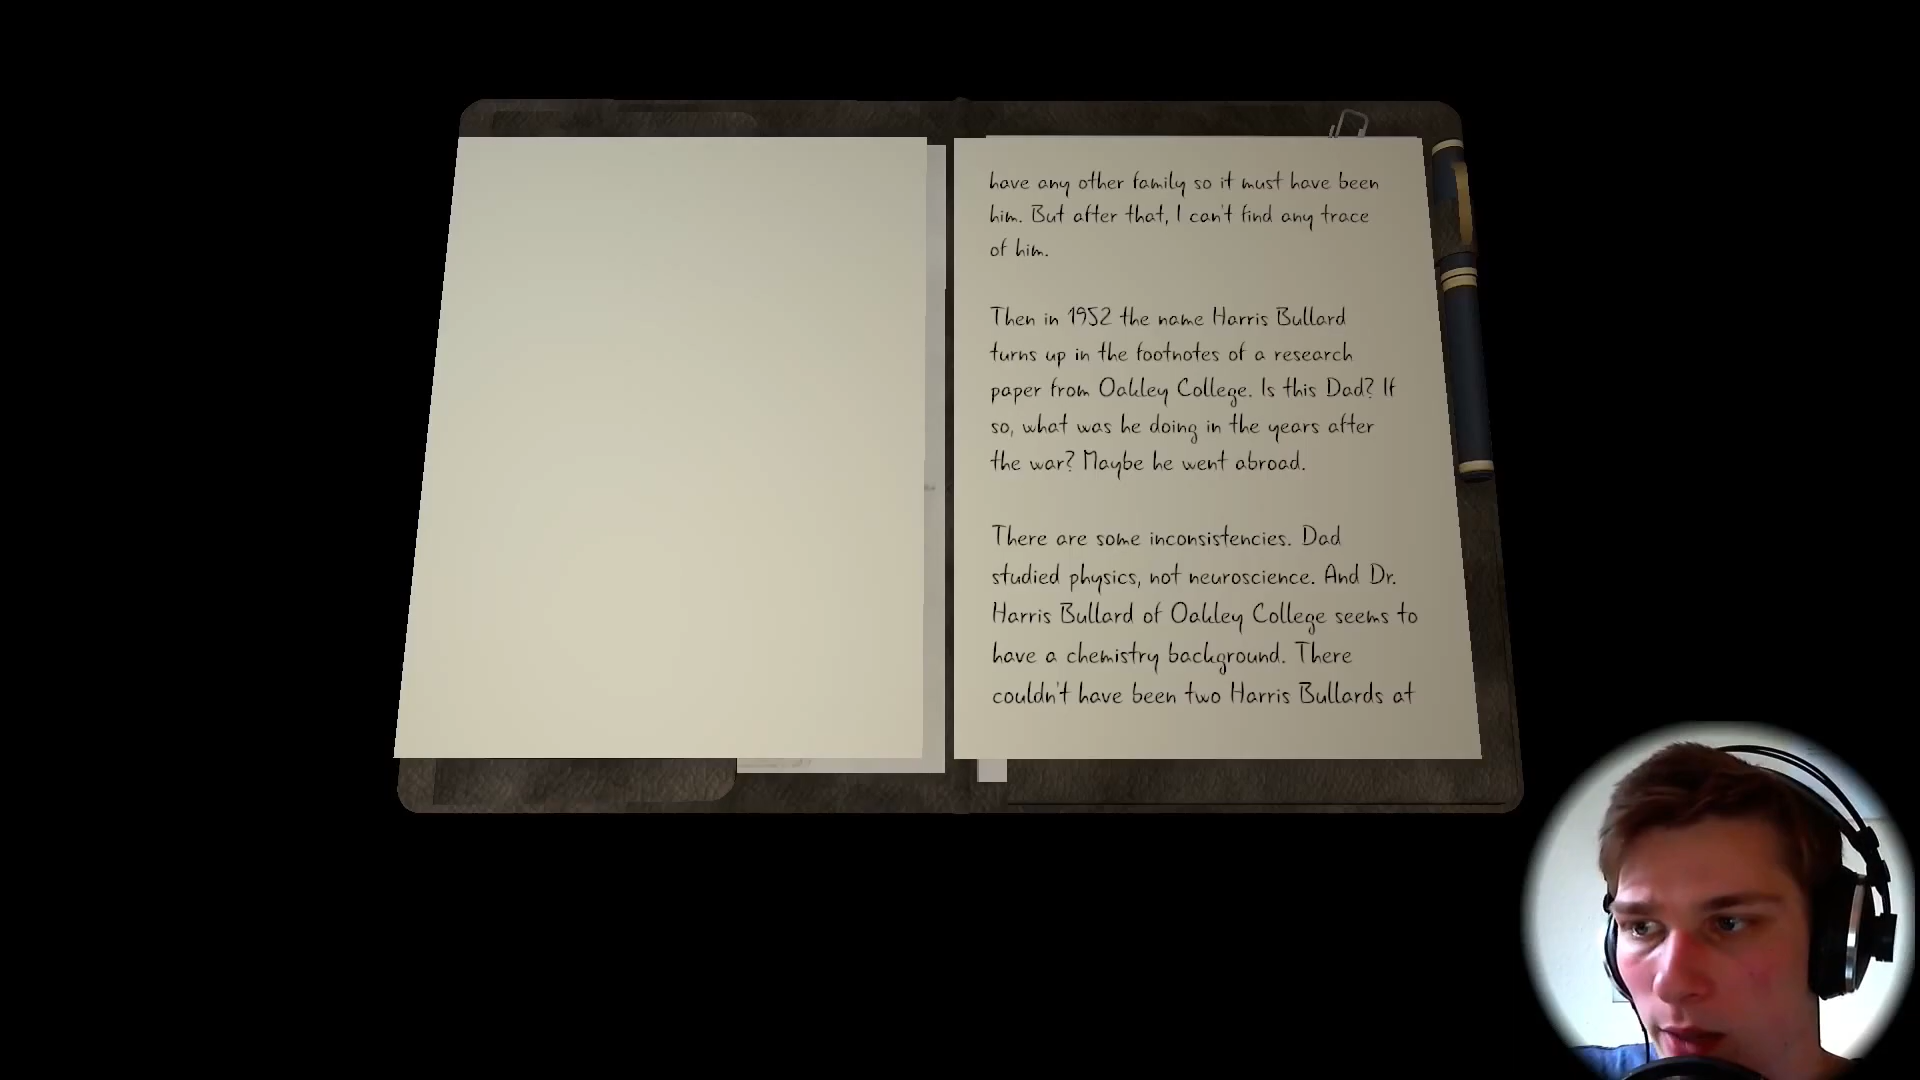 have any other family so it must have been
him. But after that, I can't find any trace
of him.
Then in 1952 the name Harris Bullard
turns up in the footnotes of a research
paper from Oakley College. Is this Dad? If
so, what was he doing in the years after
the war? Maybe he went abroad.
There are some inconsistencies. Dad
studied physics, not neuroscience. And Dr.
Harris Bullard of Oakley College seems to
have a chemistry background. There
couldn't have been two Harris Bullards at